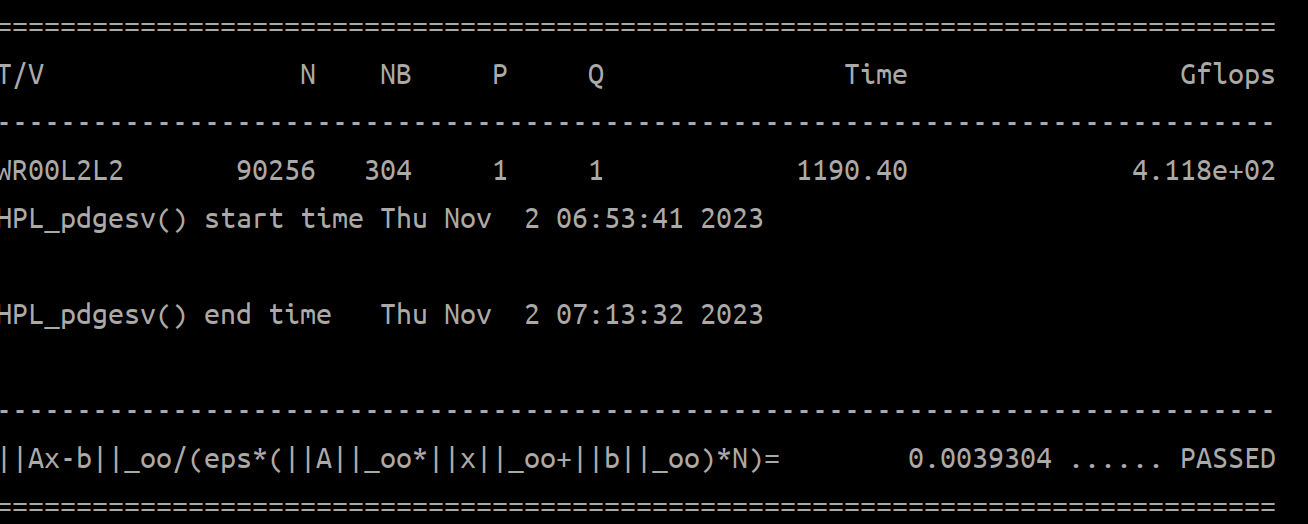 ================================================================================
T/V                N    NB     P     Q               Time                 Gflops
--------------------------------------------------------------------------------
WR00L2L2       90256   304     1     1            1190.40              4.118e+02
HPL_pdgesv() start time Thu Nov  2 06:53:41 2023
HPL_pdgesv() end time   Thu Nov  2 07:13:32 2023
--------------------------------------------------------------------------------
||Ax-b||_oo/(eps*(||A||_oo*||x||_oo+||b||_oo)*N)=        0.0039304 ...... PASSED
================================================================================